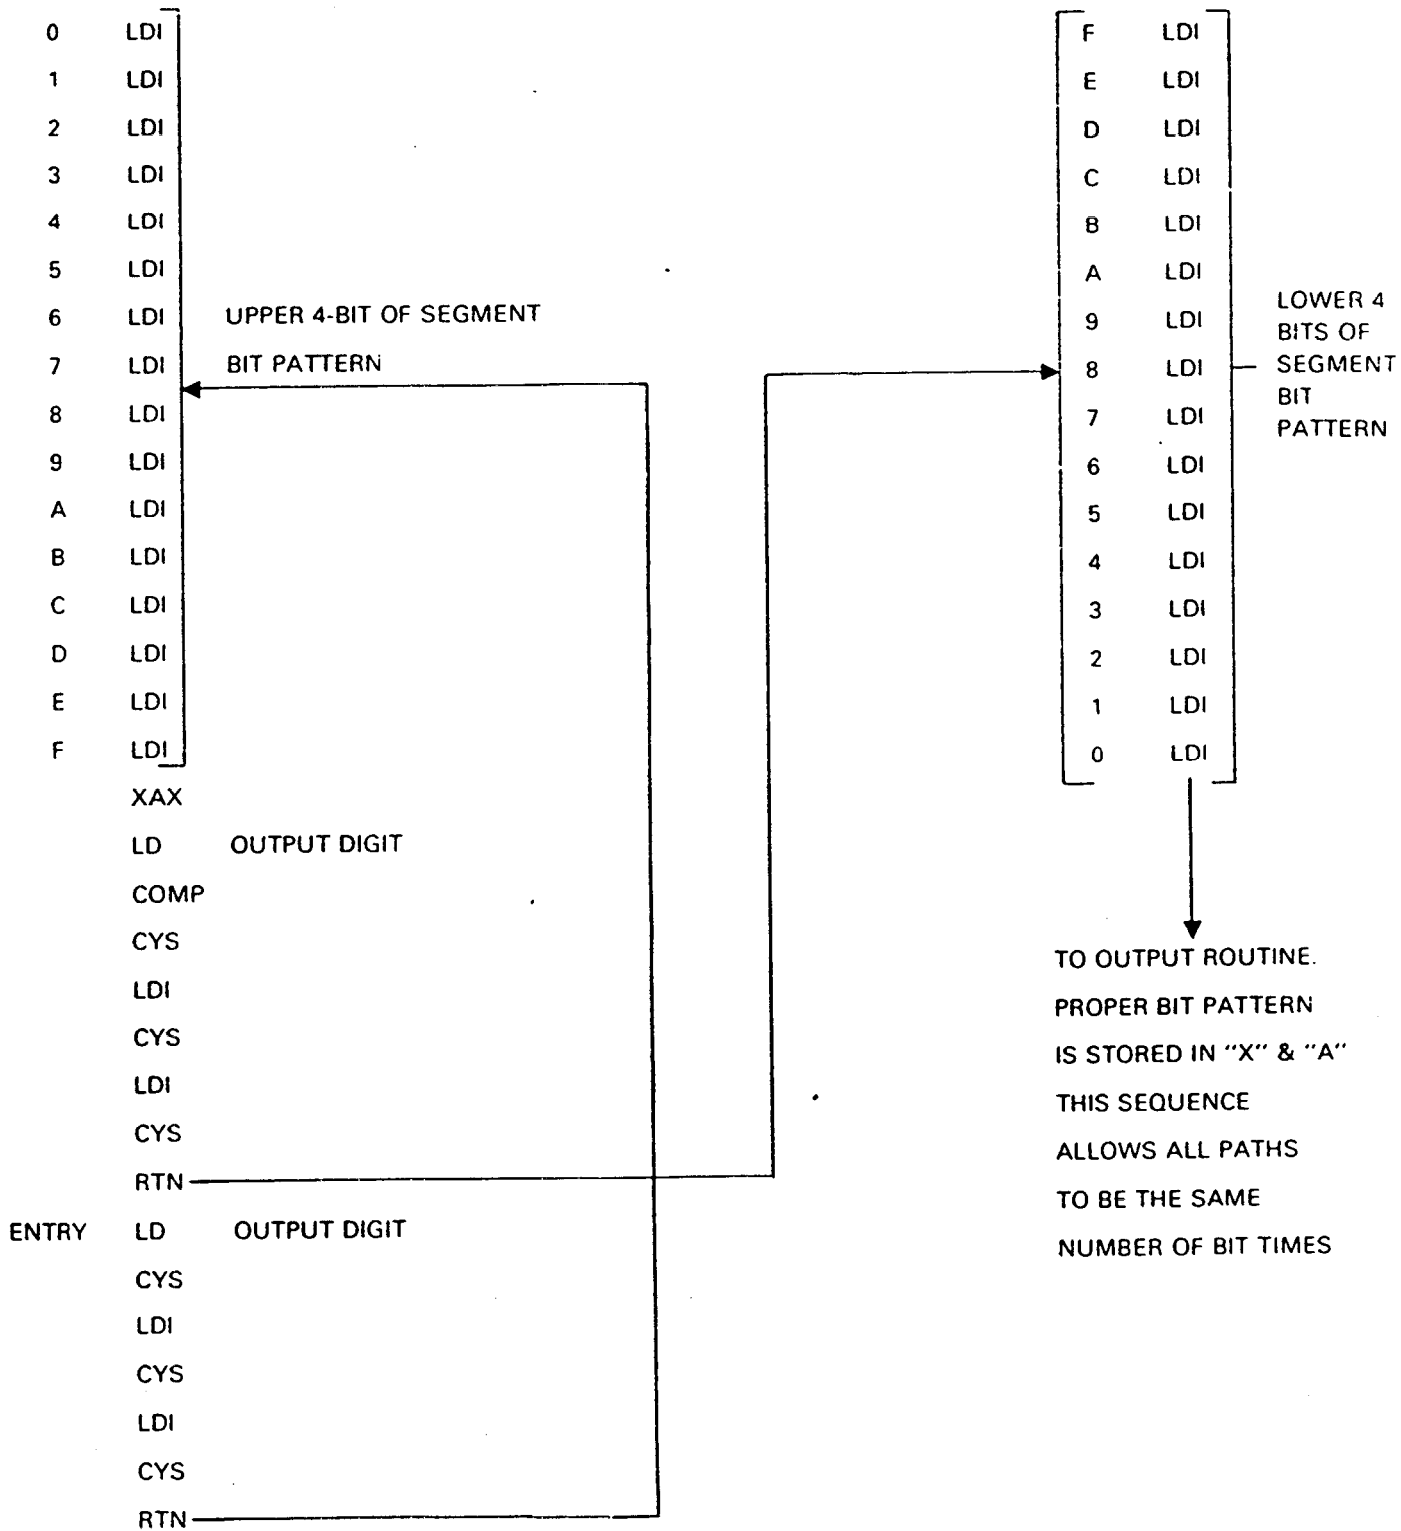 0 LDI
1 LDI
2 LDI
3 LDI
4 LDI
5 LDI
6 LDI UPPER 4-BIT OF SEGMENT
7 LDI BIT PATTERN
8 LDI
9 LDI
A LDI
B LDI
C LDI
D LDI
E LDI
F LDI
XAX
LD OUTPUT DIGIT
COMP
CYS
LDI
CYS
LDI
CYS
RTN
ENTRY LD OUTPUT DIGIT
CYS
LDI
CYS
LDI
CYS
RTN
F LDI
E LDI
D LDI
C LDI
B LDI
A LDI
9 LDI
8 LDI
7 LDI
6 LDI
5 LDI
4 LDI
3 LDI
2 LDI
1 LDI
0 LDI
LOWER 4
BITS OF
SEGMENT
BIT
PATTERN
TO OUTPUT ROUTINE.
PROPER BIT PATTERN
IS STORED IN "X" & "A"
THIS SEQUENCE
ALLOWS ALL PATHS
TO BE THE SAME
NUMBER OF BIT TIMES